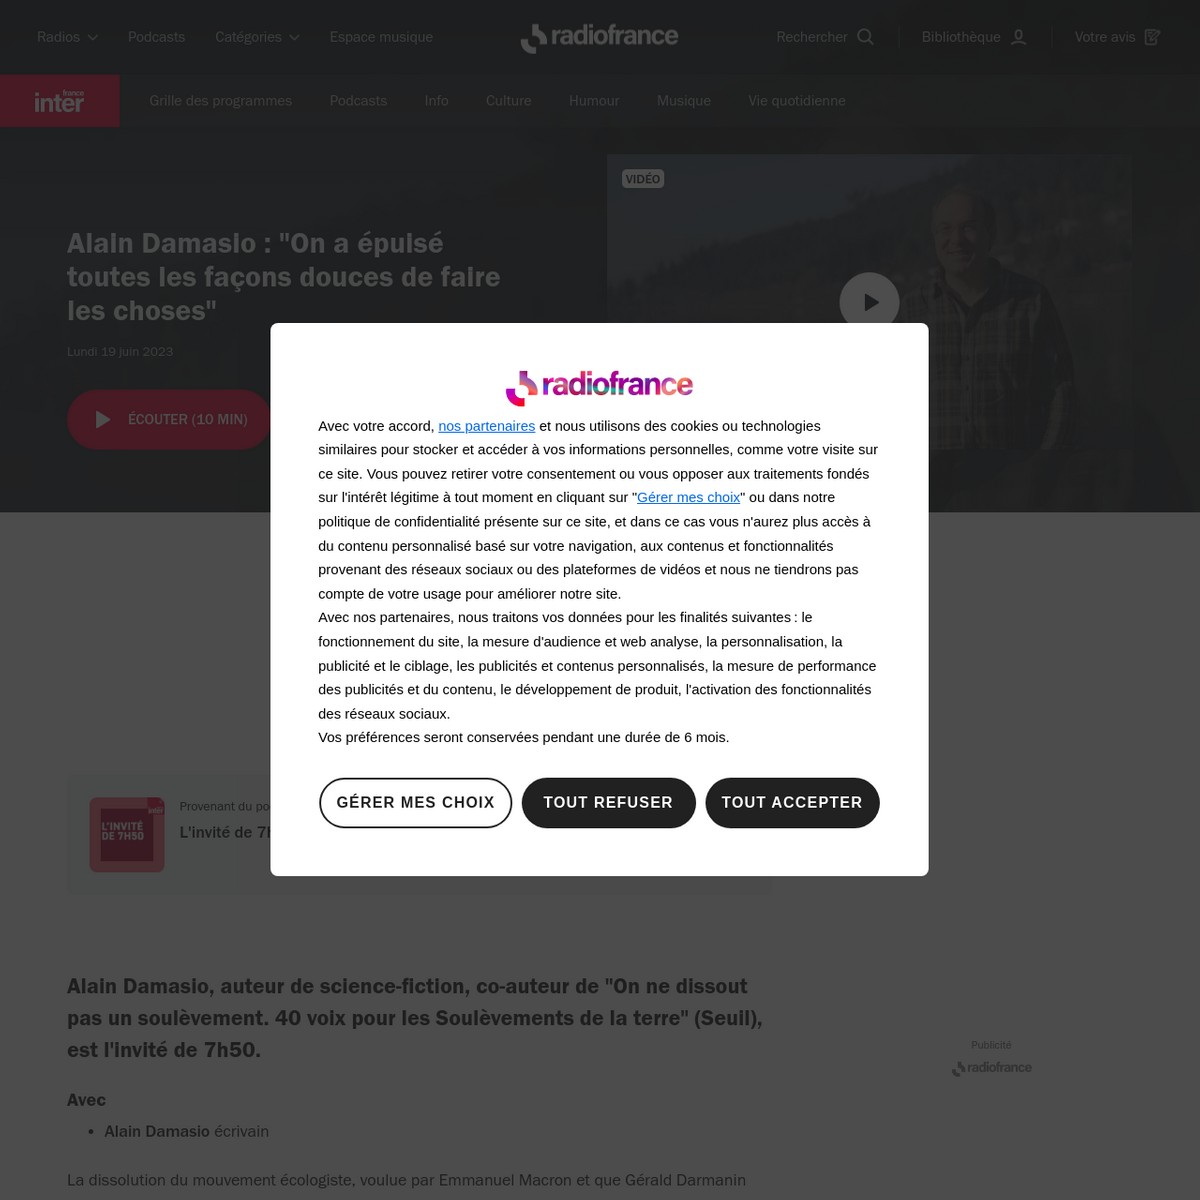 Radios
Podcasts
Catégories
Espace musique
radiofrance
Rechercher
Bibliothèque
Votre avis
france
inter
Grille des programmes
Podcasts
Info
Culture
Humour
Musique
Vie quotidienne
VIDÉO
Alain Damasio : "On a épuisé
toutes les façons douces de faire
les choses"
Lundi 19 juin 2023
ÉCOUTER (10 MIN)
radiofrance
Avec votre accord, nos partenaires et nous utilisons des cookies ou technologies
similaires pour stocker et accéder à vos informations personnelles, comme votre visite sur
ce site. Vous pouvez retirer votre consentement ou vous opposer aux traitements fondés
sur l'intérêt légitime à tout moment en cliquant sur "Gérer mes choix" ou dans notre
politique de confidentialité présente sur ce site, et dans ce cas vous n'aurez plus accès à
du contenu personnalisé basé sur votre navigation, aux contenus et fonctionnalités
provenant des réseaux sociaux ou des plateformes de vidéos et nous ne tiendrons pas
compte de votre usage pour améliorer notre site.
Avec nos partenaires, nous traitons vos données pour les finalités suivantes : le
fonctionnement du site, la mesure d'audience et web analyse, la personnalisation, la
publicité et le ciblage, les publicités et contenus personnalisés, la mesure de performance
des publicités et du contenu, le développement de produit, l'activation des fonctionnalités
des réseaux sociaux.
Vos préférences seront conservées pendant une durée de 6 mois.
GÉRER MES CHOIX
TOUT REFUSER
TOUT ACCEPTER
L'INVITÉ
DE 7H50
Provenant du
L'invité de
Alain Damasio, auteur de science-fiction, co-auteur de "On ne dissout
pas un soulèvement. 40 voix pour les Soulèvements de la terre" (Seuil),
est l'invité de 7h50.
Publicité
radiofrance
Avec
• Alain Damasio écrivain
La dissolution du mouvement écologiste, voulue par Emmanuel Macron et que Gérald Darmanin